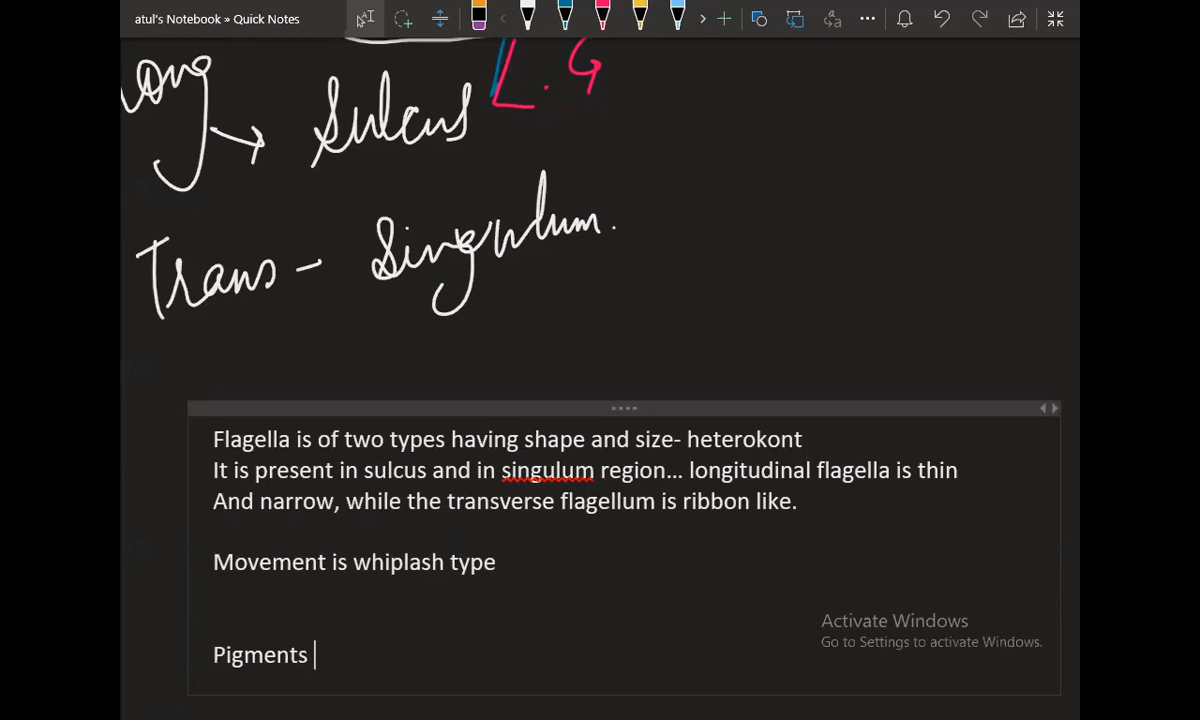 atul's Notebook » Quick Notes
long → Sulcus
L.G
Trans - Singulum.
Flagella is of two types having shape and size- heterokont
It is present in sulcus and in singulum region... longitudinal flagella is thin
And narrow, while the transverse flagellum is ribbon like.
Movement is whiplash type
Activate Windows
Go to Settings to activate Windows.
Pigments